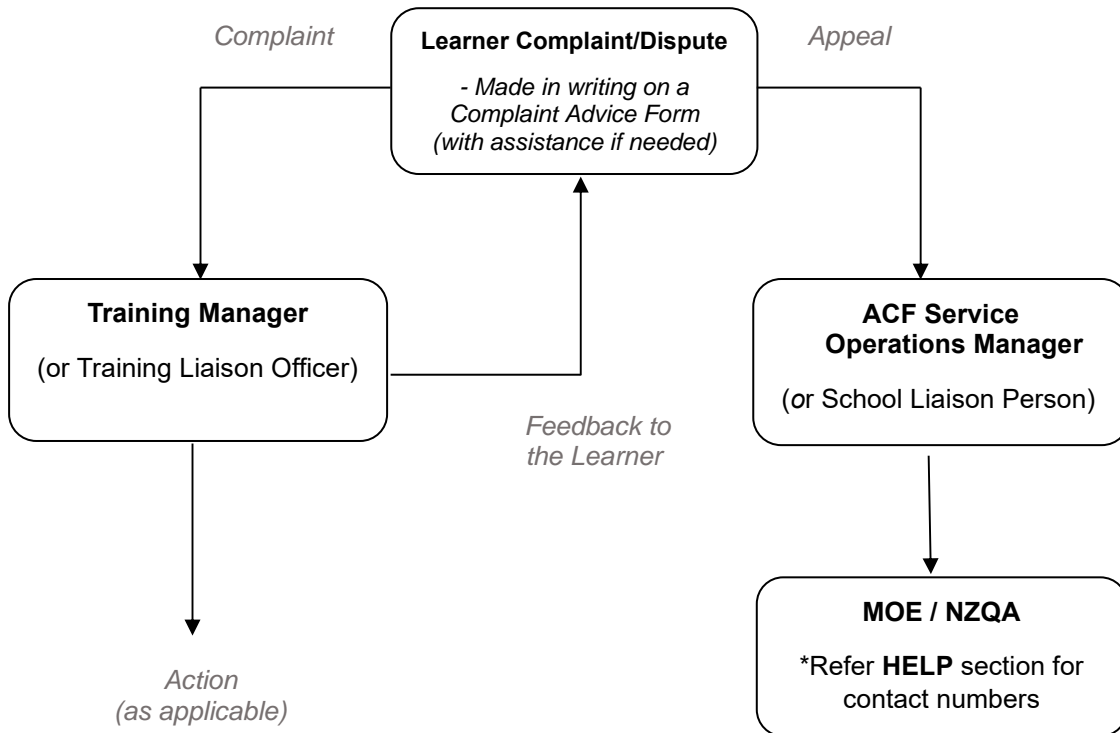 Complaint
Learner Complaint/Dispute
- Made in writing on a
Complaint Advice Form
(with assistance if needed)
Appeal
Training Manager
(or Training Liaison Officer)
Feedback to
the Learner
Action
(as applicable)
ACF Service
Operations Manager
(or School Liaison Person)
MOE / NZQA
*Refer HELP section for
contact numbers